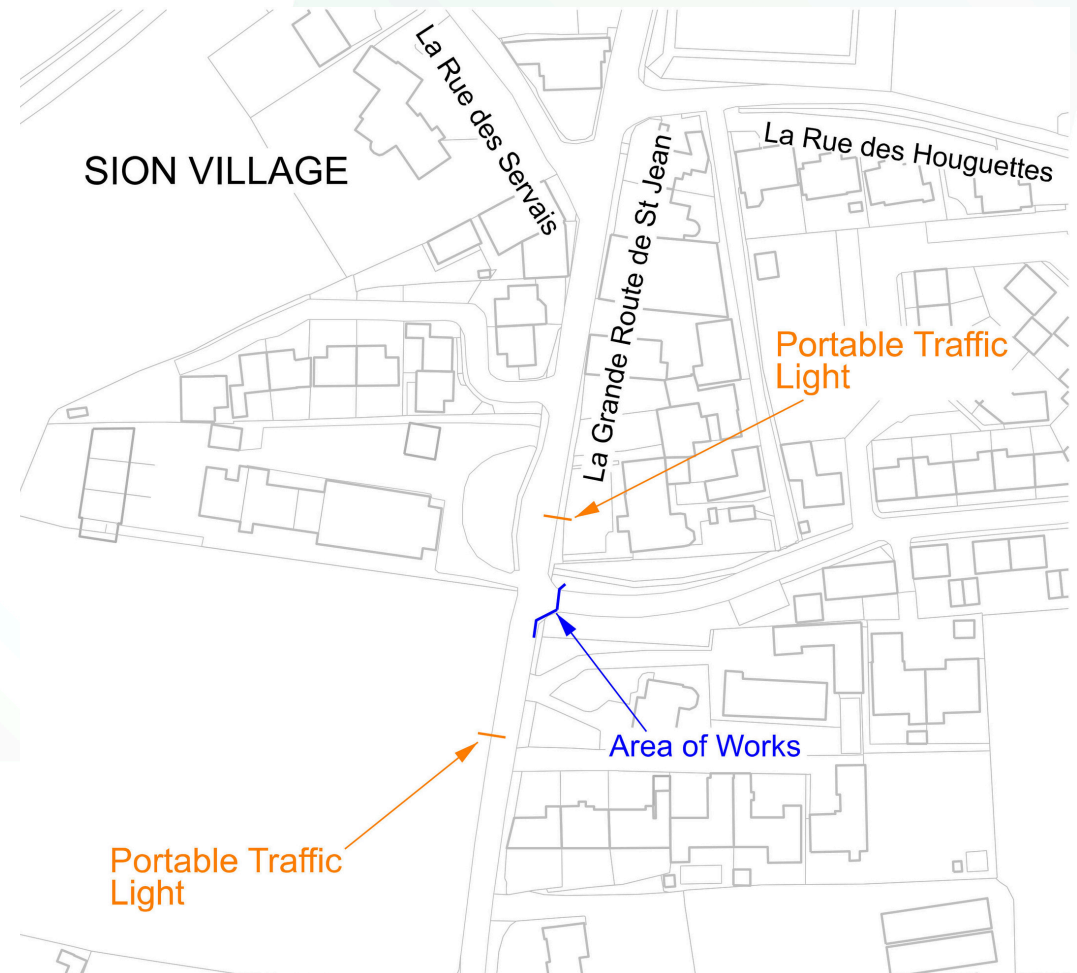 La Rue des Servais
SION VILLAGE
La Rue des Houguettes
La Grande Route de St Jean
Portable Traffic
Light
Area of Works
Portable Traffic
Light